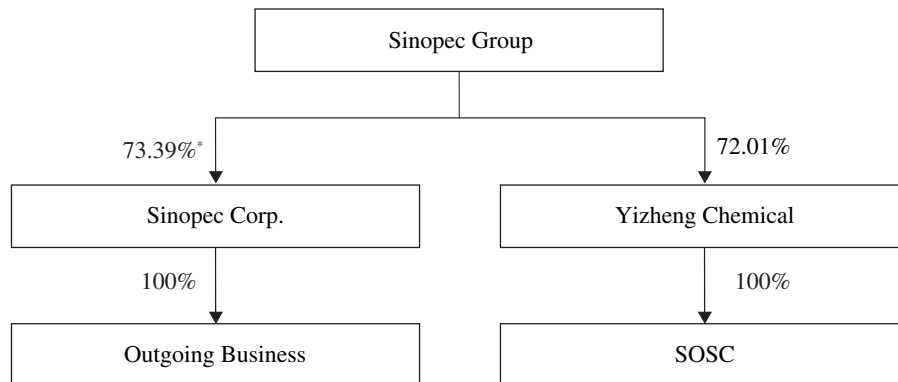 Sinopec Group
73.39%*
72.01%
Sinopec Corp.
Yizheng Chemical
100%
100%
Outgoing Business
SOSC